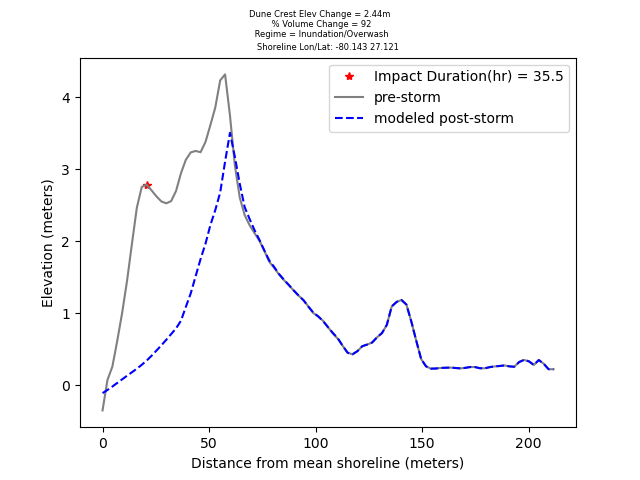 Dune Crest Elev Change = 2.44m
% Volume Change = 92
Regime = Inundation/Overwash
Shoreline Lon/Lat: -80.143 27.121
Impact Duration(hr) = 35.5
pre-storm
modeled post-storm
4
3
2
1
0
Elevation (meters)
0 50 100 150 200
Distance from mean shoreline (meters)